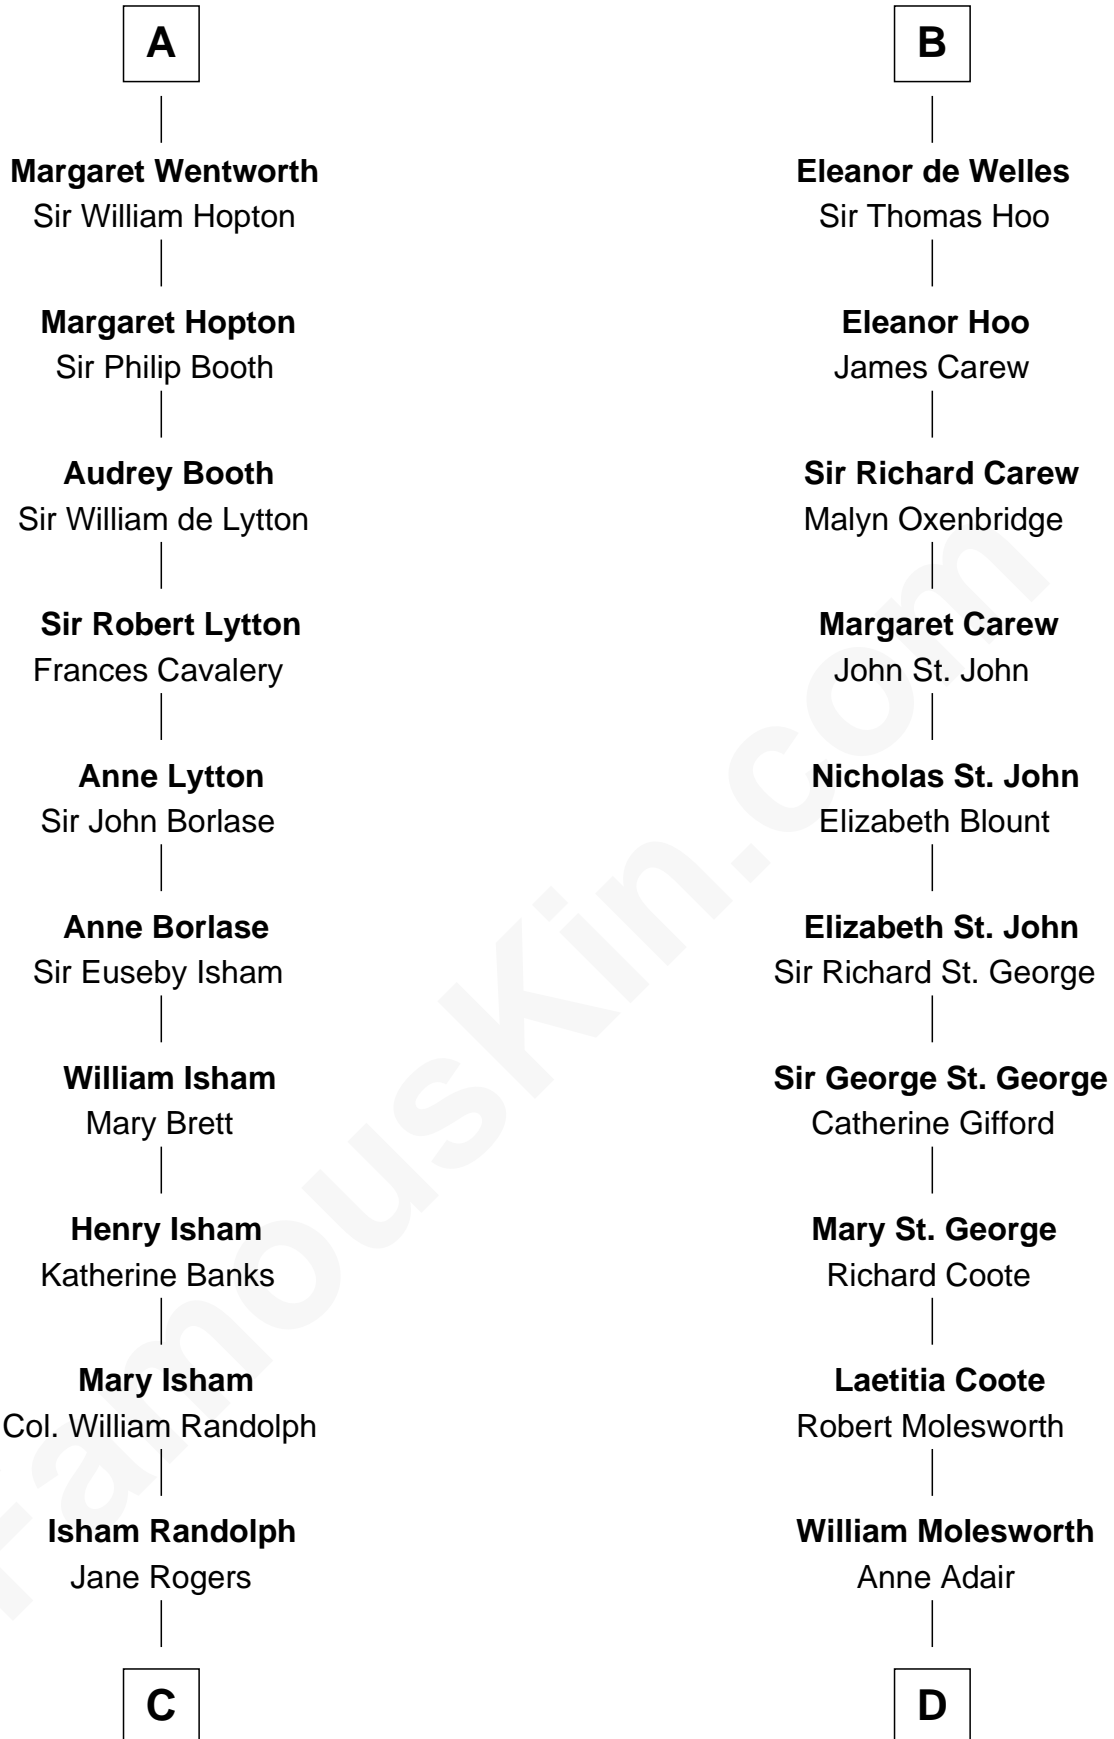 A
Margaret Wentworth
Sir William Hopton
Margaret Hopton
Sir Philip Booth
Audrey Booth
Sir William de Lytton
Sir Robert Lytton
Frances Cavalery
Anne Lytton
Sir John Borlase
Anne Borlase
Sir Euseby Isham
William Isham
Mary Brett
Henry Isham
Katherine Banks
Mary Isham
Col. William Randolph
Isham Randolph
Jane Rogers
C
B
Eleanor de Welles
Sir Thomas Hoo
Eleanor Hoo
James Carew
Sir Richard Carew
Malyn Oxenbridge
Margaret Carew
John St. John
Nicholas St. John
Elizabeth Blount
Elizabeth St. John
Sir Richard St. George
Sir George St. George
Catherine Gifford
Mary St. George
Richard Coote
Laetitia Coote
Robert Molesworth
William Molesworth
Anne Adair
D
FamousKin.com